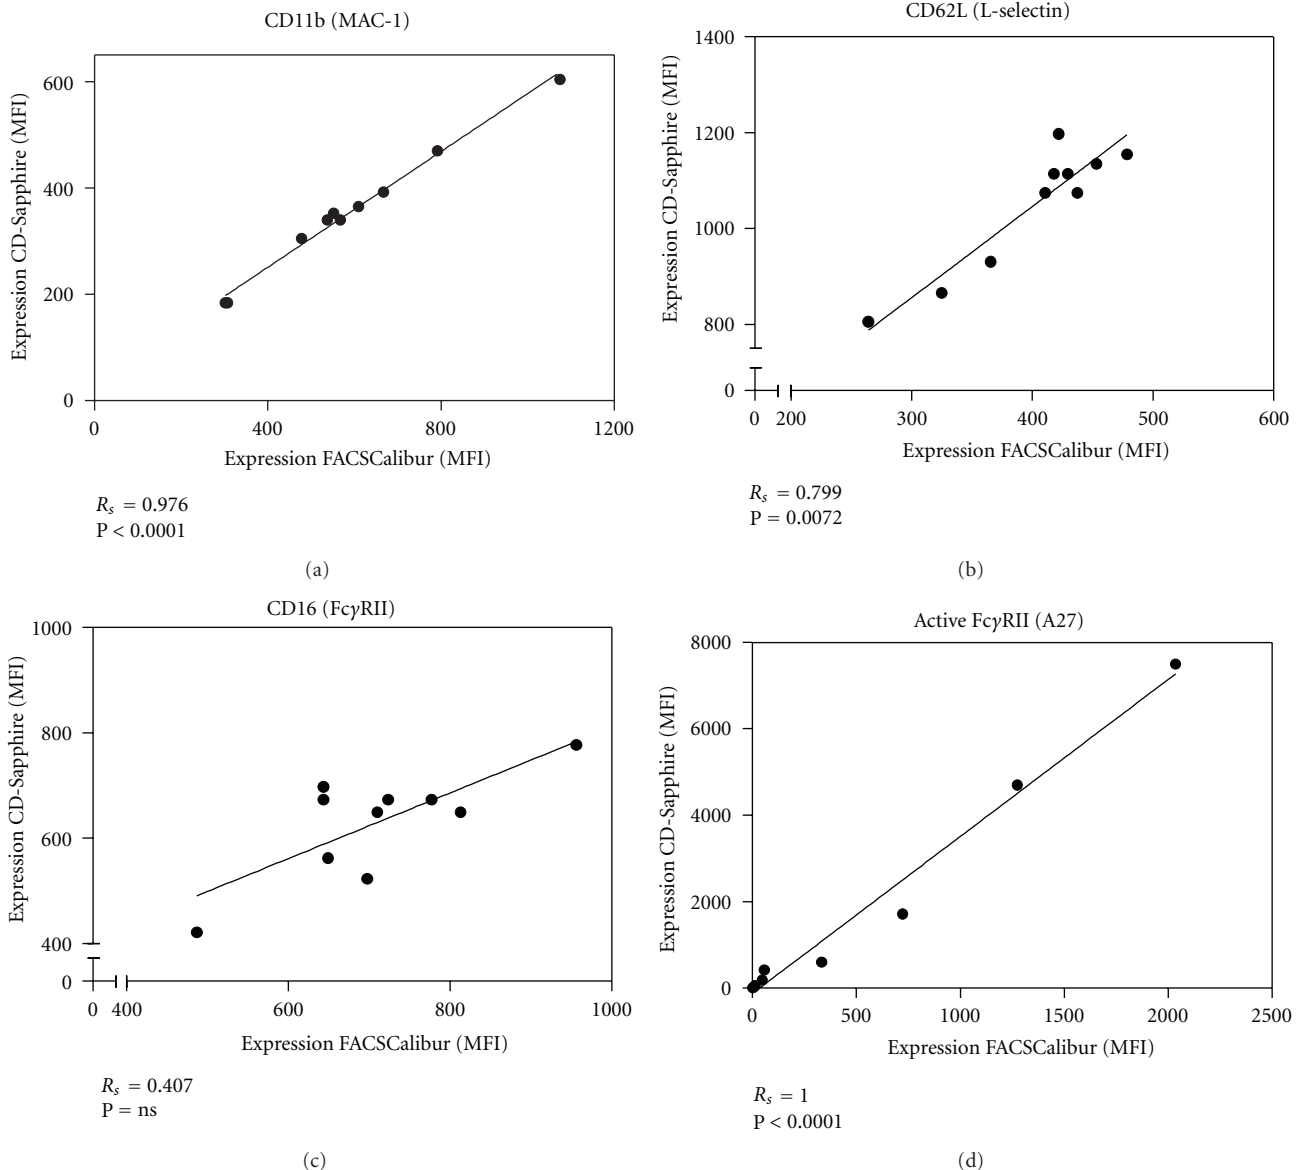 CD11b (MAC-1)
Expression CD-Sapphire (MFI)
600
400
200
0
0 400 800 1200
Expression FACSCalibur (MFI)
Rs = 0.976
P < 0.0001
(a)
CD62L (L-selectin)
Expression CD-Sapphire (MFI)
1400
1200
1000
800
0
0 200 300 400 500 600
Expression FACSCalibur (MFI)
Rs = 0.799
P = 0.0072
(b)
CD16 (FcγRII)
Expression CD-Sapphire (MFI)
1000
800
600
400
0
0 400 600 800 1000
Expression FACSCalibur (MFI)
Rs = 0.407
P = ns
(c)
Active FcγRII (A27)
Expression CD-Sapphire (MFI)
8000
6000
4000
2000
0
0 500 1000 1500 2000 2500
Expression FACSCalibur (MFI)
Rs = 1
P < 0.0001
(d)